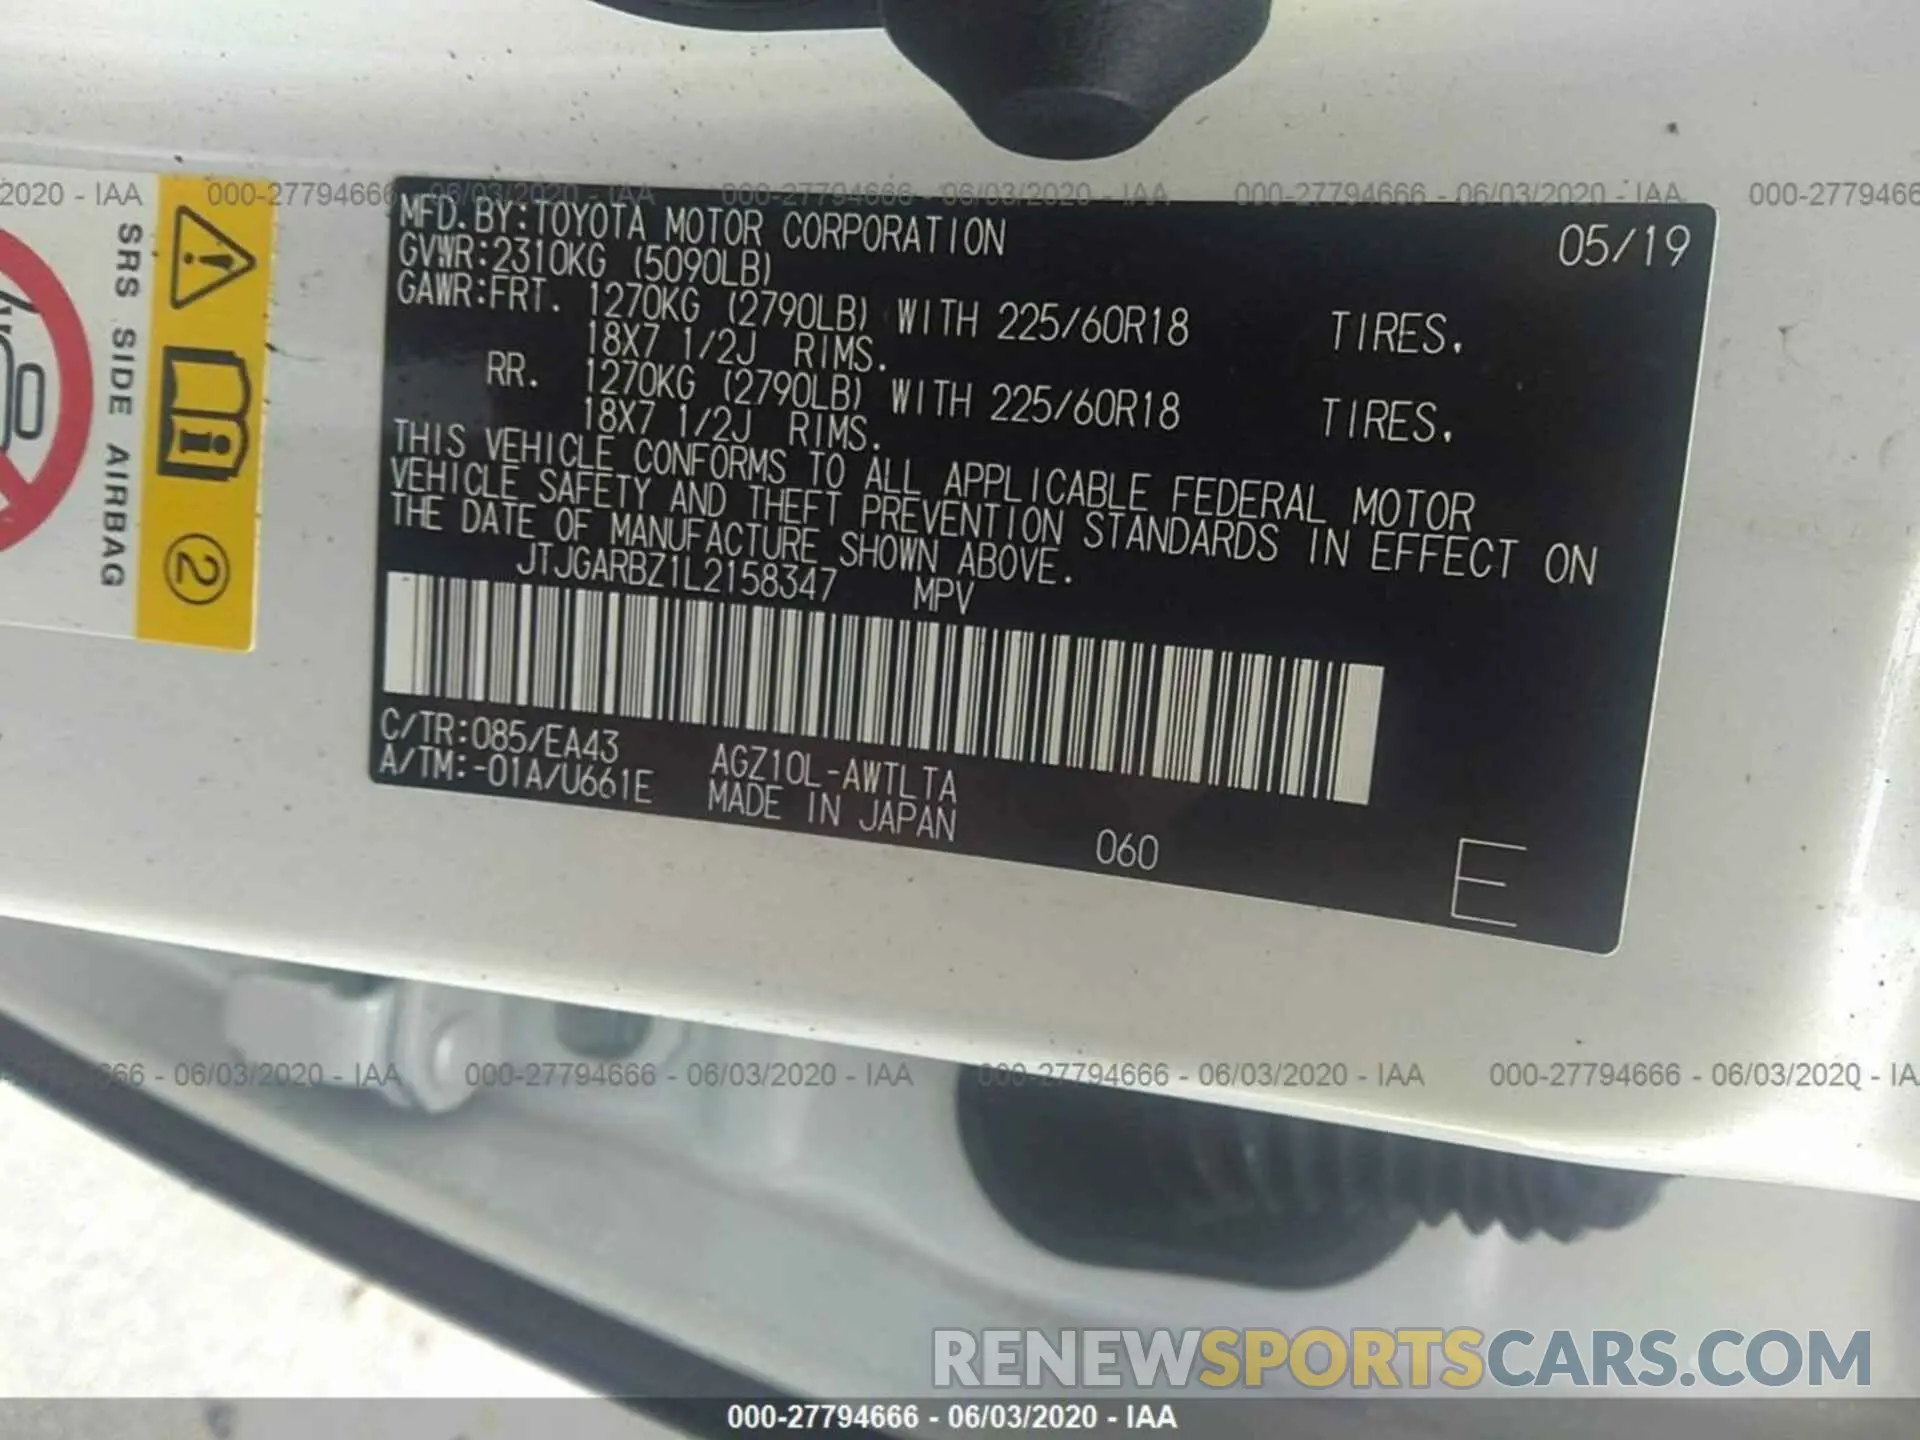 2020 - IAA 000-27794666 - 06/03/2020 - IAA 000-27794666 - 06/03/2020 - IAA 000-27794666 - 06/03/2020 - IAA 000-2779466
SRS SIDE AIRBAG
2
MFD.BY:TOYOTA MOTOR CORPORATION 05/19
GVWR:2310KG (5090LB)
GAWR:FRT. 1270KG (2790LB) WITH 225/60R18 TIRES.
18X7 1/2J RIMS.
RR. 1270KG (2790LB) WITH 225/60R18 TIRES.
18X7 1/2J RIMS.
THIS VEHICLE CONFORMS TO ALL APPLICABLE FEDERAL MOTOR
VEHICLE SAFETY AND THEFT PREVENTION STANDARDS IN EFFECT ON
THE DATE OF MANUFACTURE SHOWN ABOVE.
JTJGARBZ1L2158347 MPV
C/TR:085/EA43 AGZ10L-AWTLTA
A/TM:-01A/U661E MADE IN JAPAN
060
E
666 - 06/03/2020 - IAA 000-27794666 - 06/03/2020 - IAA 000-27794666 - 06/03/2020 - IAA 000-27794666 - 06/03/2020 - IA
RENEWSPORTSCARS.COM
000-27794666 - 06/03/2020 - IAA